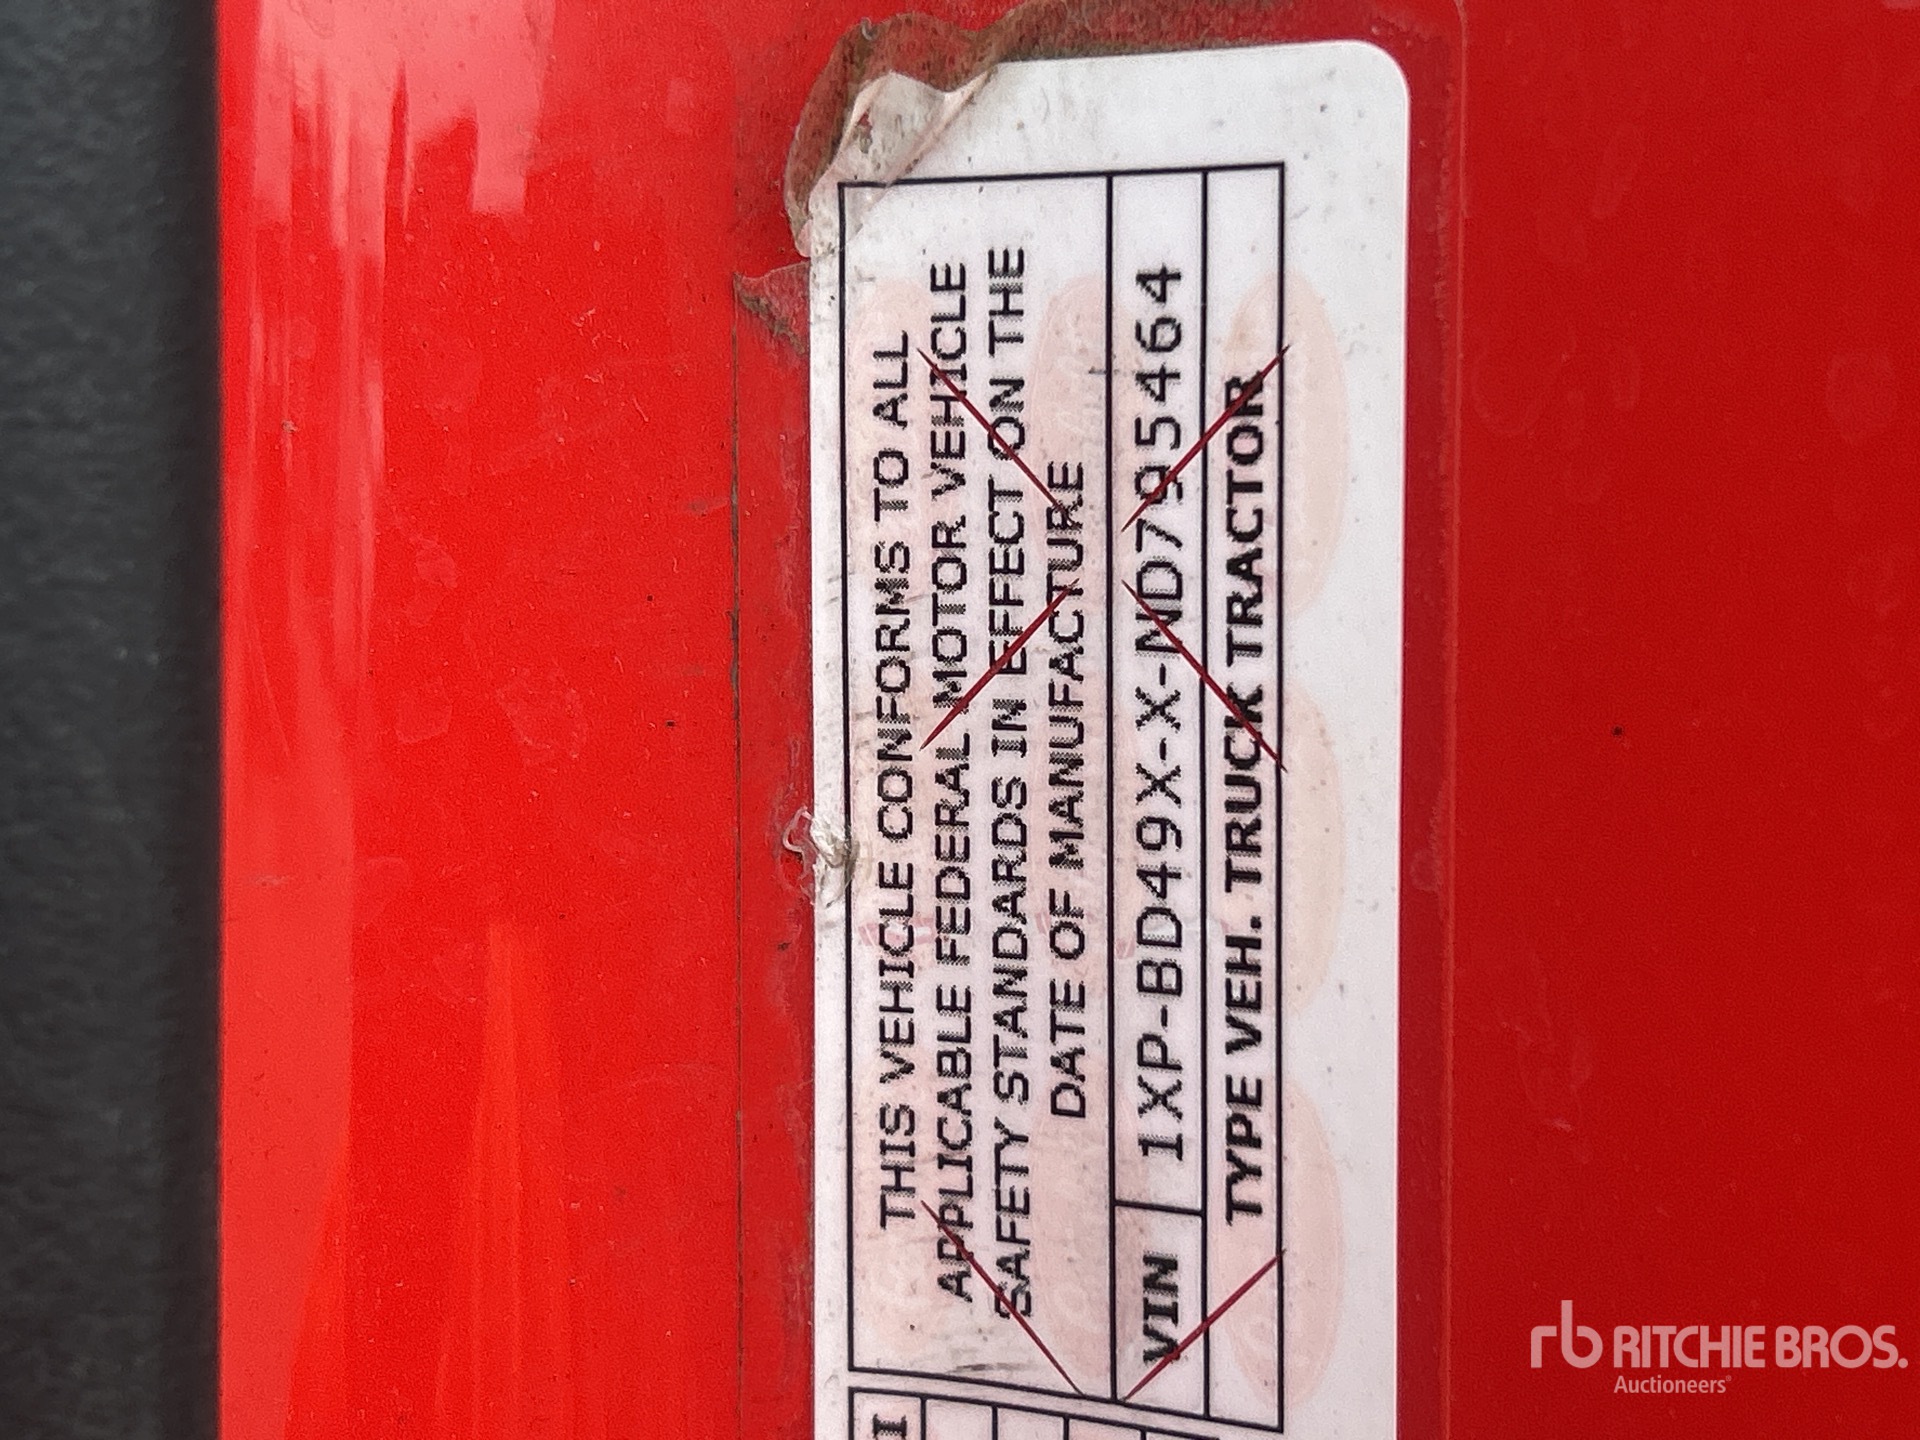 THIS VEHICLE CONFORMS TO ALL
APPLICABLE FEDERAL MOTOR VEHICLE
SAFETY STANDARDS IN EFFECT ON THE
DATE OF MANUFACTURE
VIN 1XP-BD49X-X-ND795464
TYPE VEH. TRUCK TRACTOR
rb RITCHIE BROS.
Auctioneers